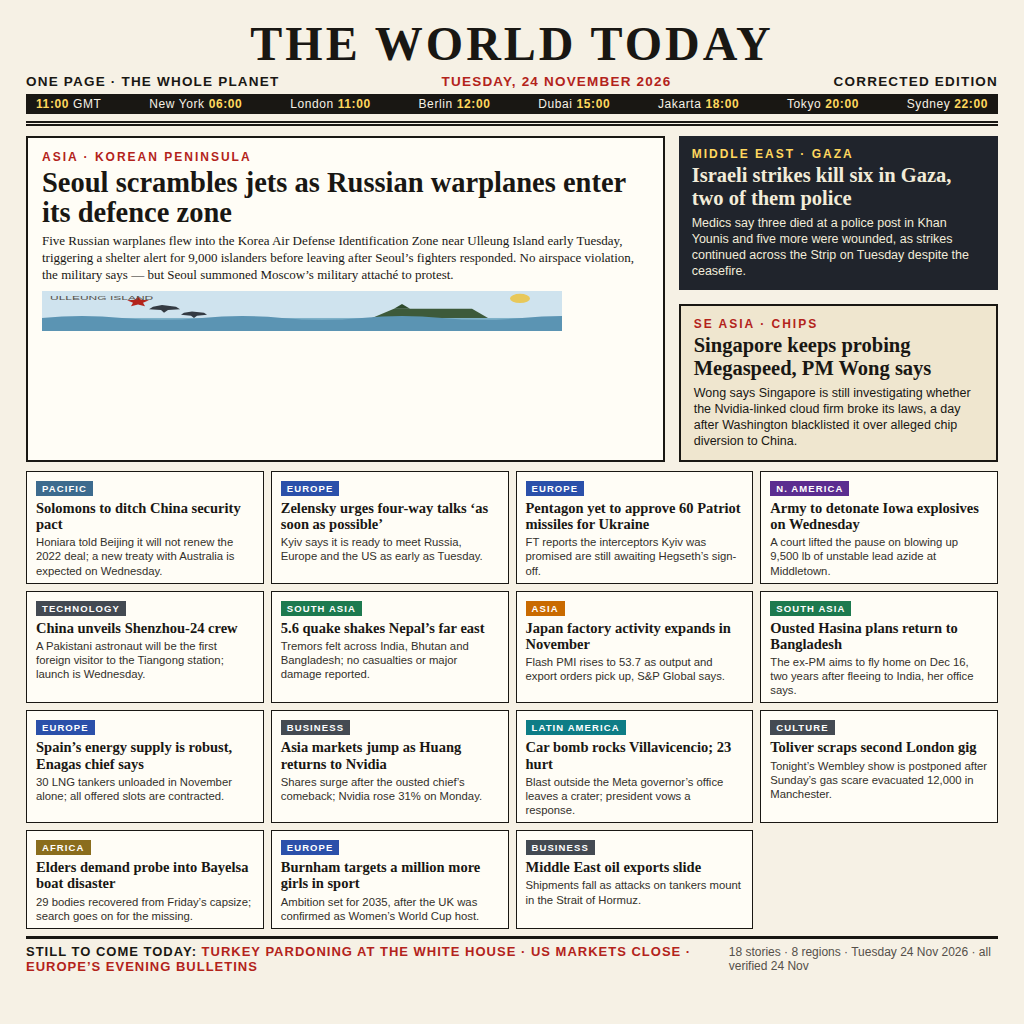 THE WORLD TODAY
ONE PAGE · THE WHOLE PLANET
TUESDAY, 24 NOVEMBER 2026
CORRECTED EDITION
11:00 GMT New York 06:00 London 11:00 Berlin 12:00 Dubai 15:00 Jakarta 18:00 Tokyo 20:00 Sydney 22:00
ASIA · KOREAN PENINSULA
Seoul scrambles jets as Russian warplanes enter
its defence zone
Five Russian warplanes flew into the Korea Air Defense Identification Zone near Ulleung Island early Tuesday,
triggering a shelter alert for 9,000 islanders before leaving after Seoul’s fighters responded. No airspace violation,
the military says — but Seoul summoned Moscow’s military attaché to protest.
ULLEUNG ISLAND
MIDDLE EAST · GAZA
Israeli strikes kill six in Gaza,
two of them police
Medics say three died at a police post in Khan
Younis and five more were wounded, as strikes
continued across the Strip on Tuesday despite the
ceasefire.
SE ASIA · CHIPS
Singapore keeps probing
Megaspeed, PM Wong says
Wong says Singapore is still investigating whether
the Nvidia-linked cloud firm broke its laws, a day
after Washington blacklisted it over alleged chip
diversion to China.
PACIFIC
Solomons to ditch China security
pact
Honiara told Beijing it will not renew the
2022 deal; a new treaty with Australia is
expected on Wednesday.
EUROPE
Zelensky urges four-way talks ‘as
soon as possible’
Kyiv says it is ready to meet Russia,
Europe and the US as early as Tuesday.
EUROPE
Pentagon yet to approve 60 Patriot
missiles for Ukraine
FT reports the interceptors Kyiv was
promised are still awaiting Hegseth’s sign-
off.
N. AMERICA
Army to detonate Iowa explosives
on Wednesday
A court lifted the pause on blowing up
9,500 lb of unstable lead azide at
Middletown.
TECHNOLOGY
China unveils Shenzhou-24 crew
A Pakistani astronaut will be the first
foreign visitor to the Tiangong station;
launch is Wednesday.
SOUTH ASIA
5.6 quake shakes Nepal’s far east
Tremors felt across India, Bhutan and
Bangladesh; no casualties or major
damage reported.
ASIA
Japan factory activity expands in
November
Flash PMI rises to 53.7 as output and
export orders pick up, S&P Global says.
SOUTH ASIA
Ousted Hasina plans return to
Bangladesh
The ex-PM aims to fly home on Dec 16,
two years after fleeing to India, her office
says.
EUROPE
Spain’s energy supply is robust,
Enagas chief says
30 LNG tankers unloaded in November
alone; all offered slots are contracted.
BUSINESS
Asia markets jump as Huang
returns to Nvidia
Shares surge after the ousted chief’s
comeback; Nvidia rose 31% on Monday.
LATIN AMERICA
Car bomb rocks Villavicencio; 23
hurt
Blast outside the Meta governor’s office
leaves a crater; president vows a
response.
CULTURE
Toliver scraps second London gig
Tonight’s Wembley show is postponed after
Sunday’s gas scare evacuated 12,000 in
Manchester.
AFRICA
Elders demand probe into Bayelsa
boat disaster
29 bodies recovered from Friday’s capsize;
search goes on for the missing.
EUROPE
Burnham targets a million more
girls in sport
Ambition set for 2035, after the UK was
confirmed as Women’s World Cup host.
BUSINESS
Middle East oil exports slide
Shipments fall as attacks on tankers mount
in the Strait of Hormuz.
STILL TO COME TODAY: TURKEY PARDONING AT THE WHITE HOUSE · US MARKETS CLOSE ·
EUROPE’S EVENING BULLETINS
18 stories · 8 regions · Tuesday 24 Nov 2026 · all
verified 24 Nov